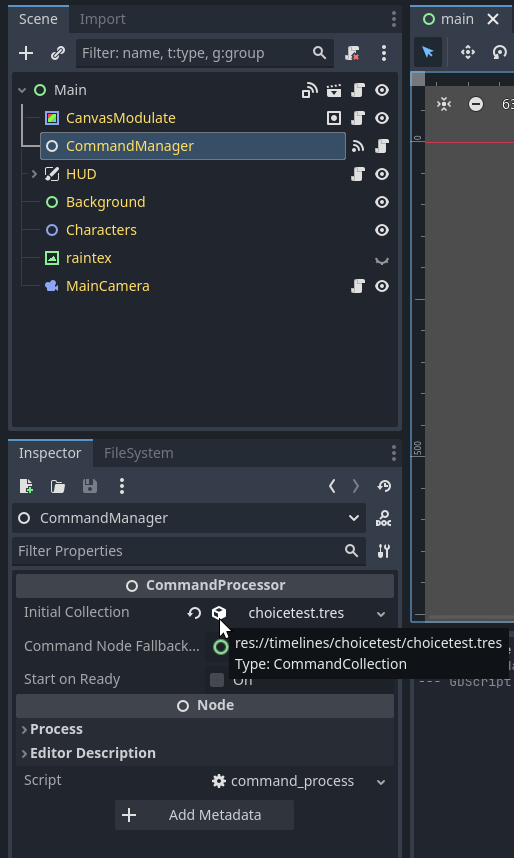 Scene
Import
main
Filter: name, t:type, g:group
Main
CanvasModulate
CommandManager
HUD
Background
Characters
raintex
MainCamera
0
500
Inspector
FileSystem
CommandManager
DOC
Filter Properties
CommandProcessor
Initial Collection
choicetest.tres
Command Node Fallback...
res://timelines/choicetest/choicetest.tres
Type: CommandCollection
Start on Ready
On
--- GDScript
Node
Process
Editor Description
Script
command_process
Add Metadata